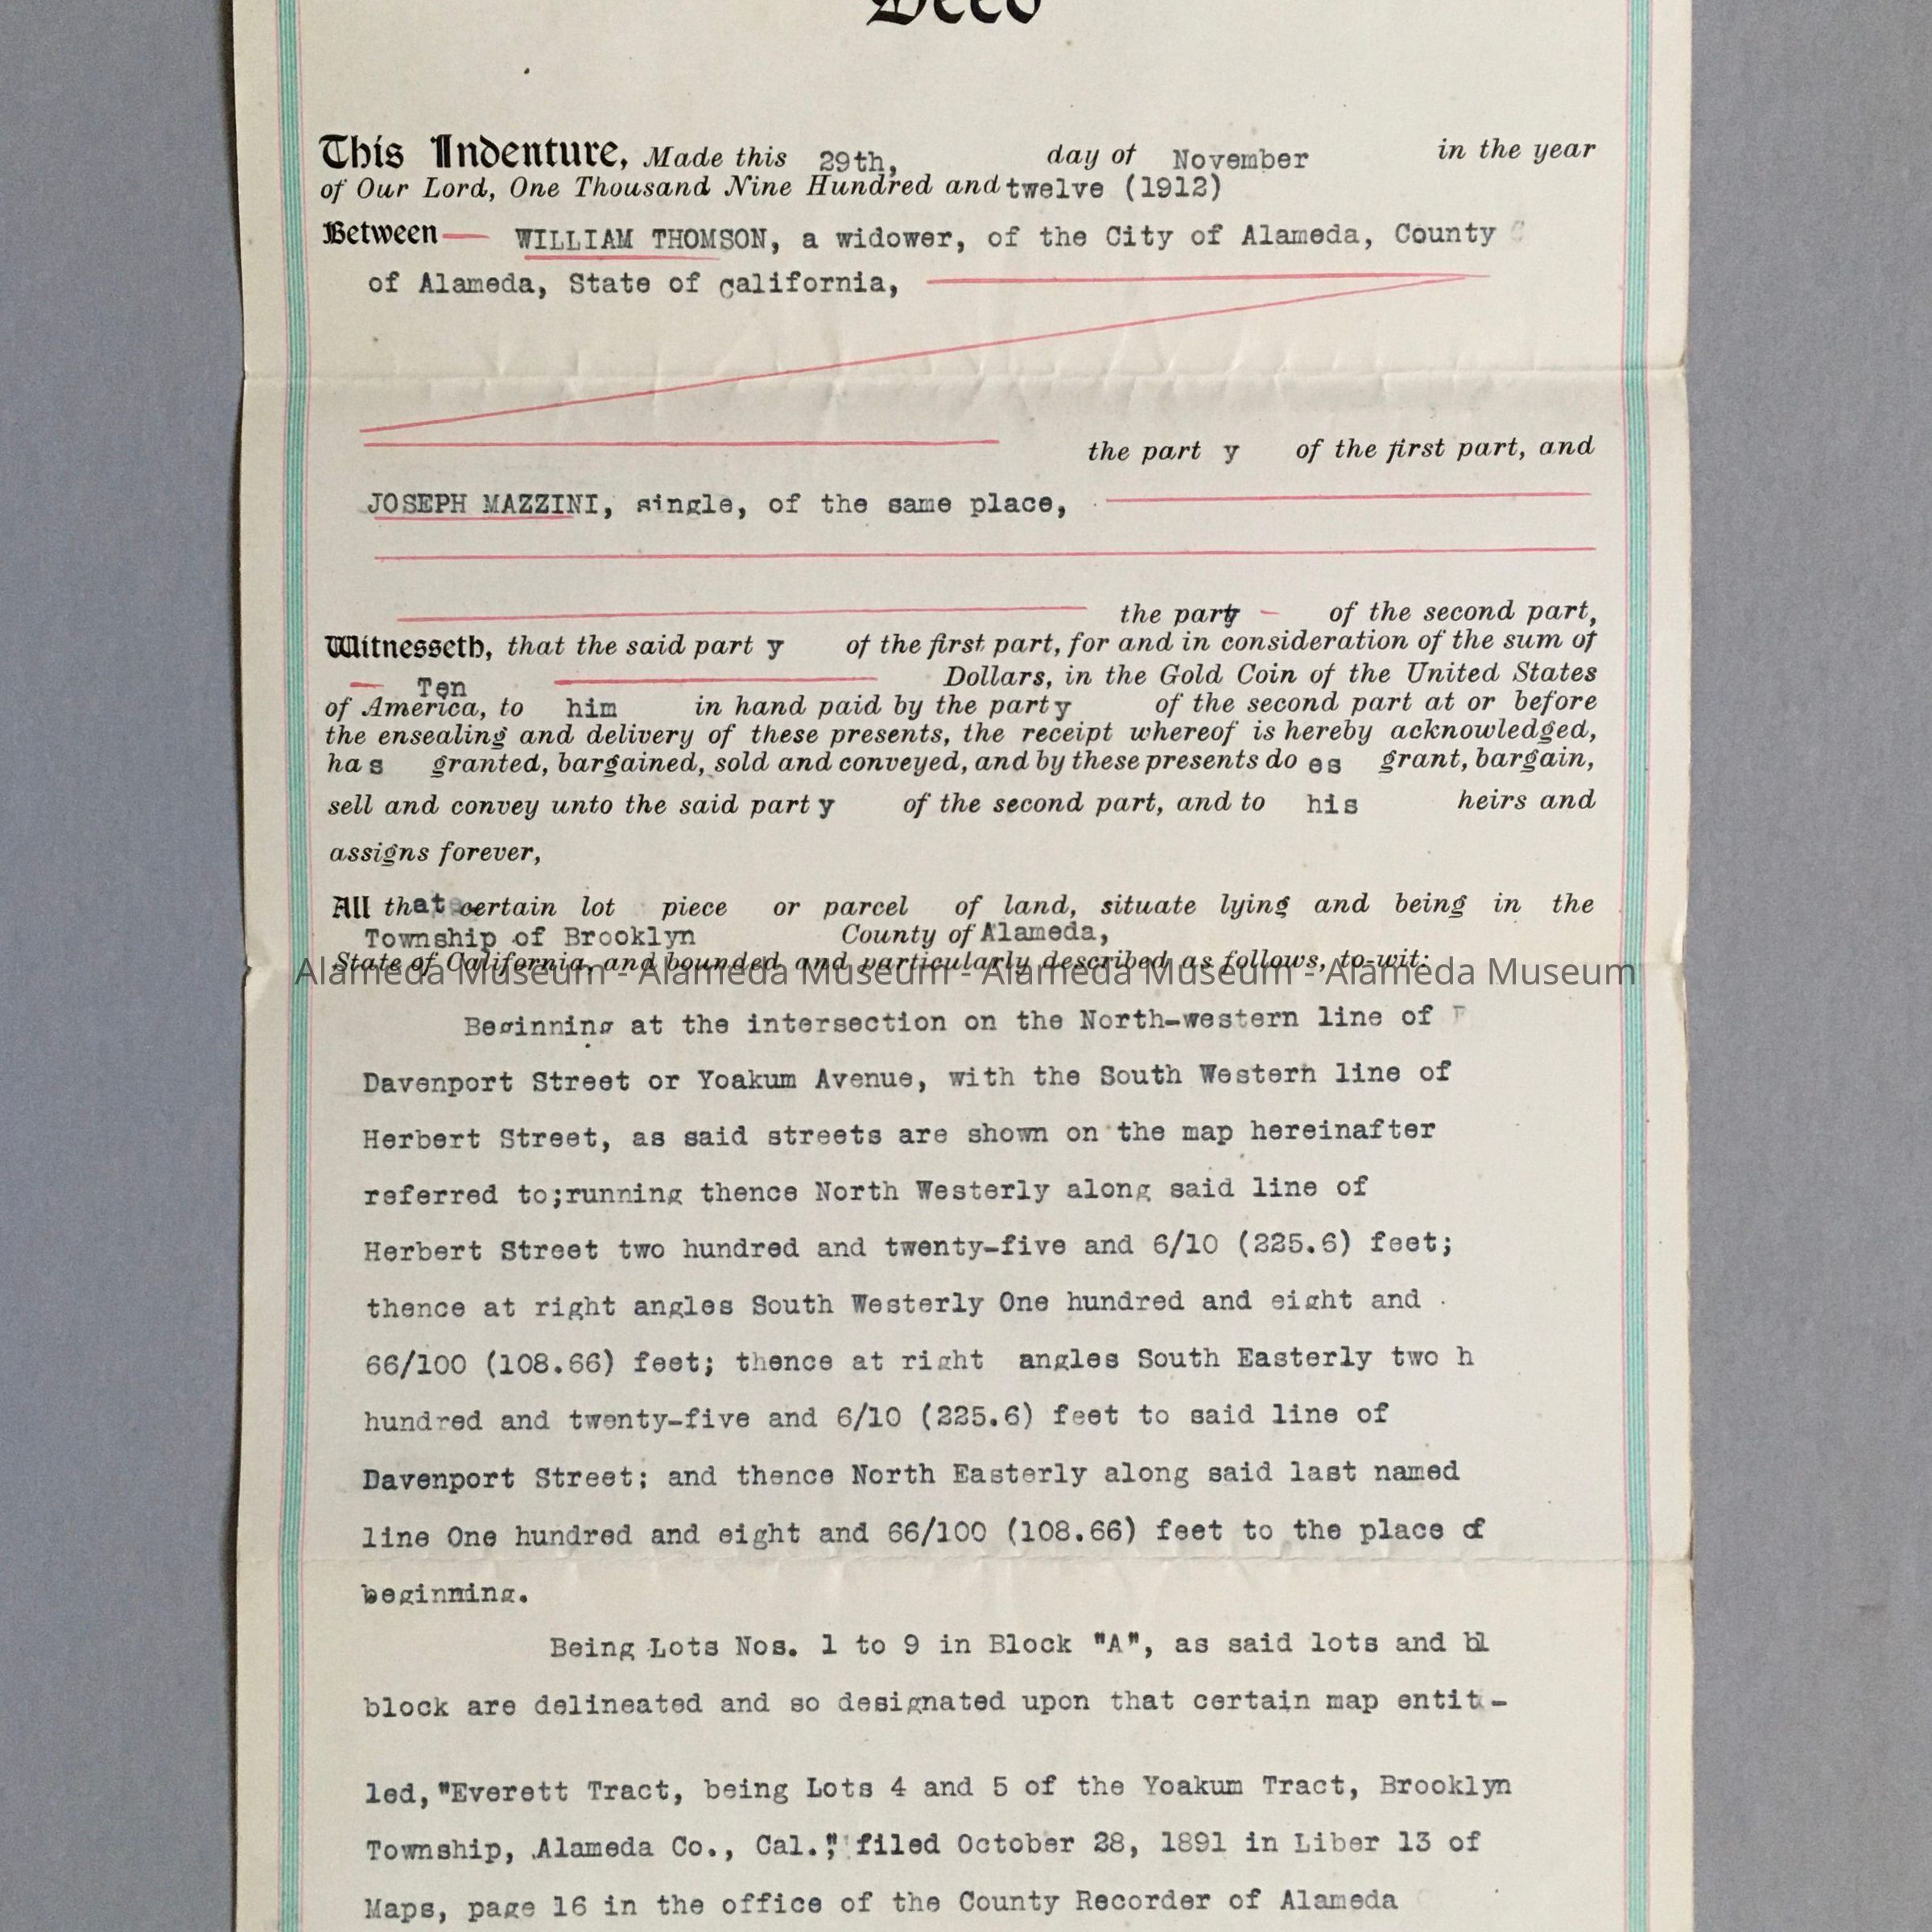 Deed
This Indenture, Made this 29th, day of November in the year
of Our Lord, One Thousand Nine Hundred and twelve (1912)
Between WILLIAM THOMSON, a widower, of the City of Alameda, County
of Alameda, State of California,
the part y of the first part, and
JOSEPH MAZZINI, single, of the same place,
the party of the second part,
Witnesseth, that the said part y of the first part, for and in consideration of the sum of
Ten Dollars, in the Gold Coin of the United States
of America, to him in hand paid by the party of the second part at or before
the ensealing and delivery of these presents, the receipt whereof is hereby acknowledged,
has granted, bargained, sold and conveyed, and by these presents do es grant, bargain,
sell and convey unto the said part y of the second part, and to his heirs and
assigns forever,
All that certain lot piece or parcel of land, situate lying and being in the
Township of Brooklyn County of Alameda,
State of California, and bounded and particularly described as follows, to-wit:
Alameda Museum - Alameda Museum - Alameda Museum - Alameda Museum
Beginning at the intersection on the North-western line of
Davenport Street or Yoakum Avenue, with the South Western line of
Herbert Street, as said streets are shown on the map hereinafter
referred to;running thence North Westerly along said line of
Herbert Street two hundred and twenty-five and 6/10 (225.6) feet;
thence at right angles South Westerly One hundred and eight and
66/100 (108.66) feet; thence at right angles South Easterly two h
hundred and twenty-five and 6/10 (225.6) feet to said line of
Davenport Street; and thence North Easterly along said last named
line One hundred and eight and 66/100 (108.66) feet to the place of
beginning.
Being Lots Nos. 1 to 9 in Block "A", as said lots and bl
block are delineated and so designated upon that certain map entit-
led,"Everett Tract, being Lots 4 and 5 of the Yoakum Tract, Brooklyn
Township, Alameda Co., Cal.", filed October 28, 1891 in Liber 13 of
Maps, page 16 in the office of the County Recorder of Alameda